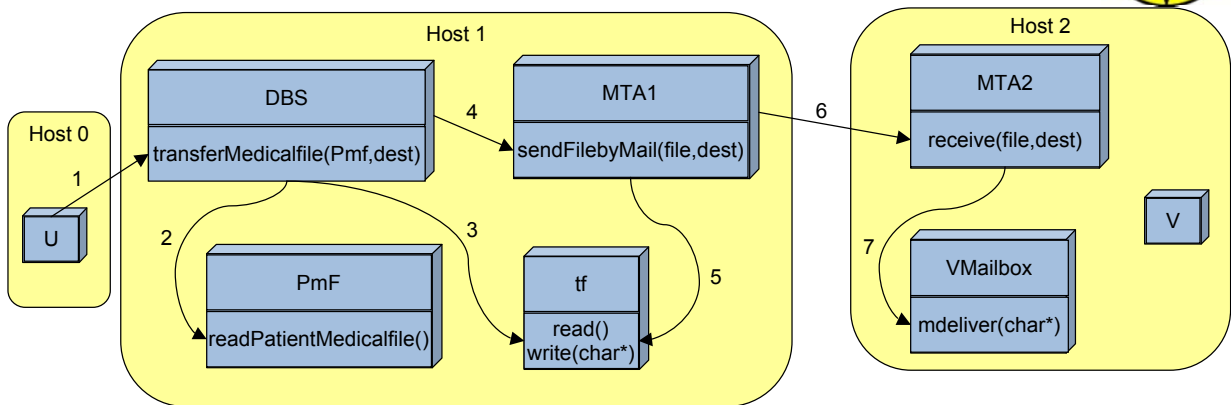 Host 0
1
U
Host 1
DBS
transferMedicalfile(Pmf,dest)
4
MTA1
sendFilebyMail(file,dest)
2
3
PmF
readPatientMedicalfile()
tf
read()
write(char*)
5
6
Host 2
MTA2
receive(file,dest)
7
VMailbox
mdeliver(char*)
V